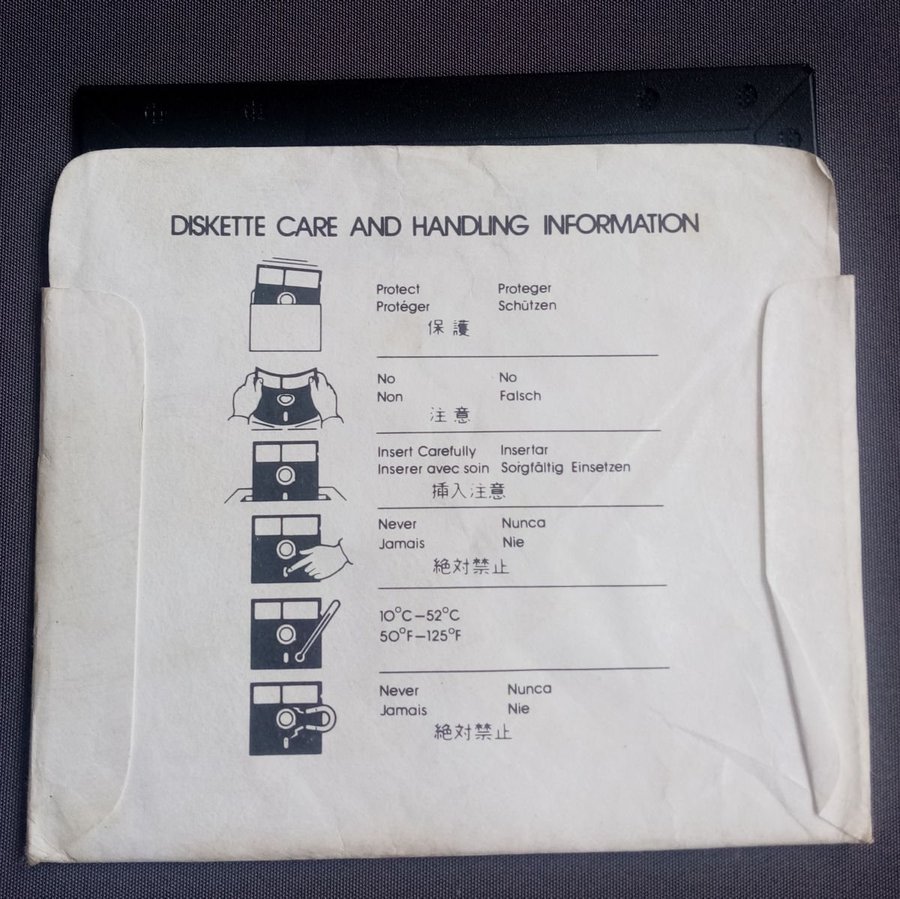 DISKETTE CARE AND HANDLING INFORMATION
Protect Proteger
Protéger Schützen
保護
No No
Non Falsch
注意
Insert Carefully Insertar
Inserer avec soin Sorgfältig Einsetzen
挿入注意
Never Nunca
Jamais Nie
絶対禁止
10°C–52°C
50°F–125°F
Never Nunca
Jamais Nie
絶対禁止